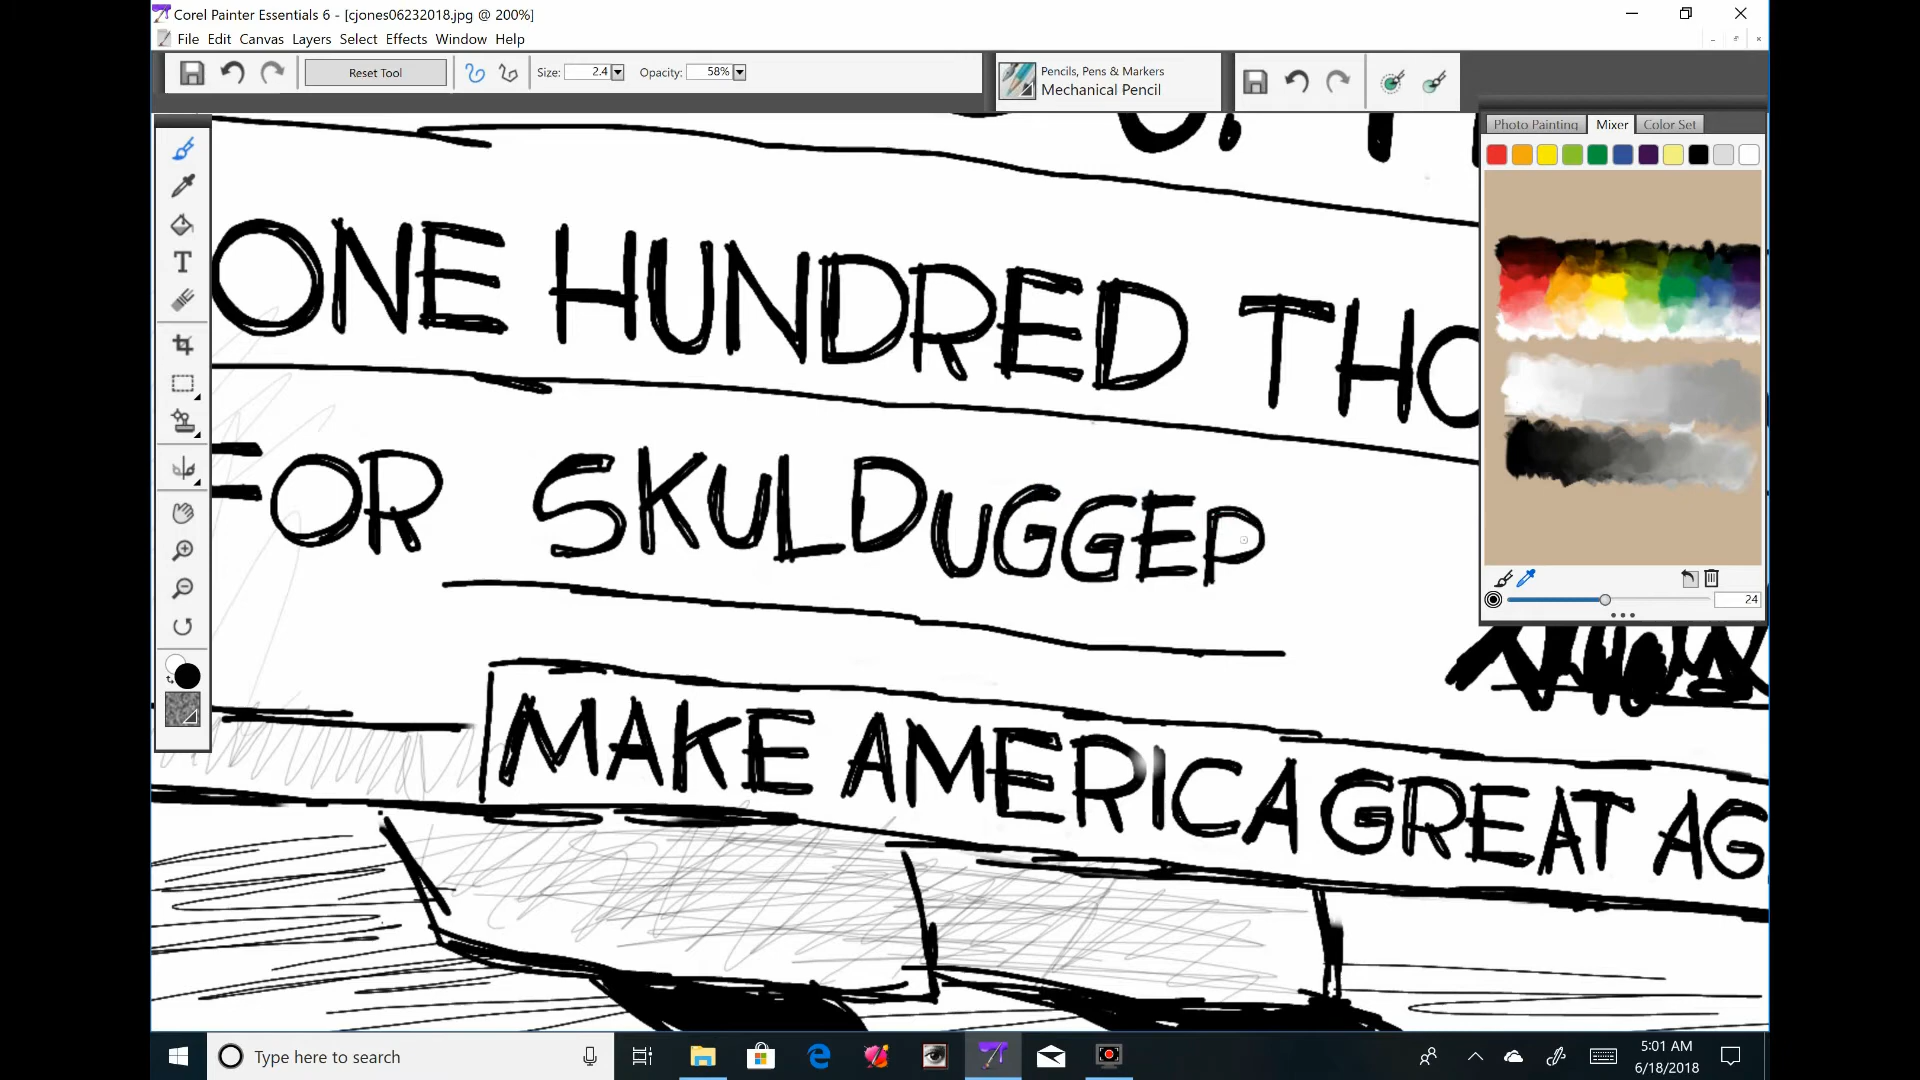 Corel Painter Essentials 6 - [cjones06232018.jpg @ 200%]
File Edit Canvas Layers Select Effects Window Help
Reset Tool Size: 2.4 Opacity: 58%
Pencils, Pens & Markers
Mechanical Pencil
Photo Painting Mixer Color Set
ONE HUNDRED THO
FOR SKULDUGGEP
24
MAKE AMERICA GREAT AG
Type here to search
5:01 AM
6/18/2018